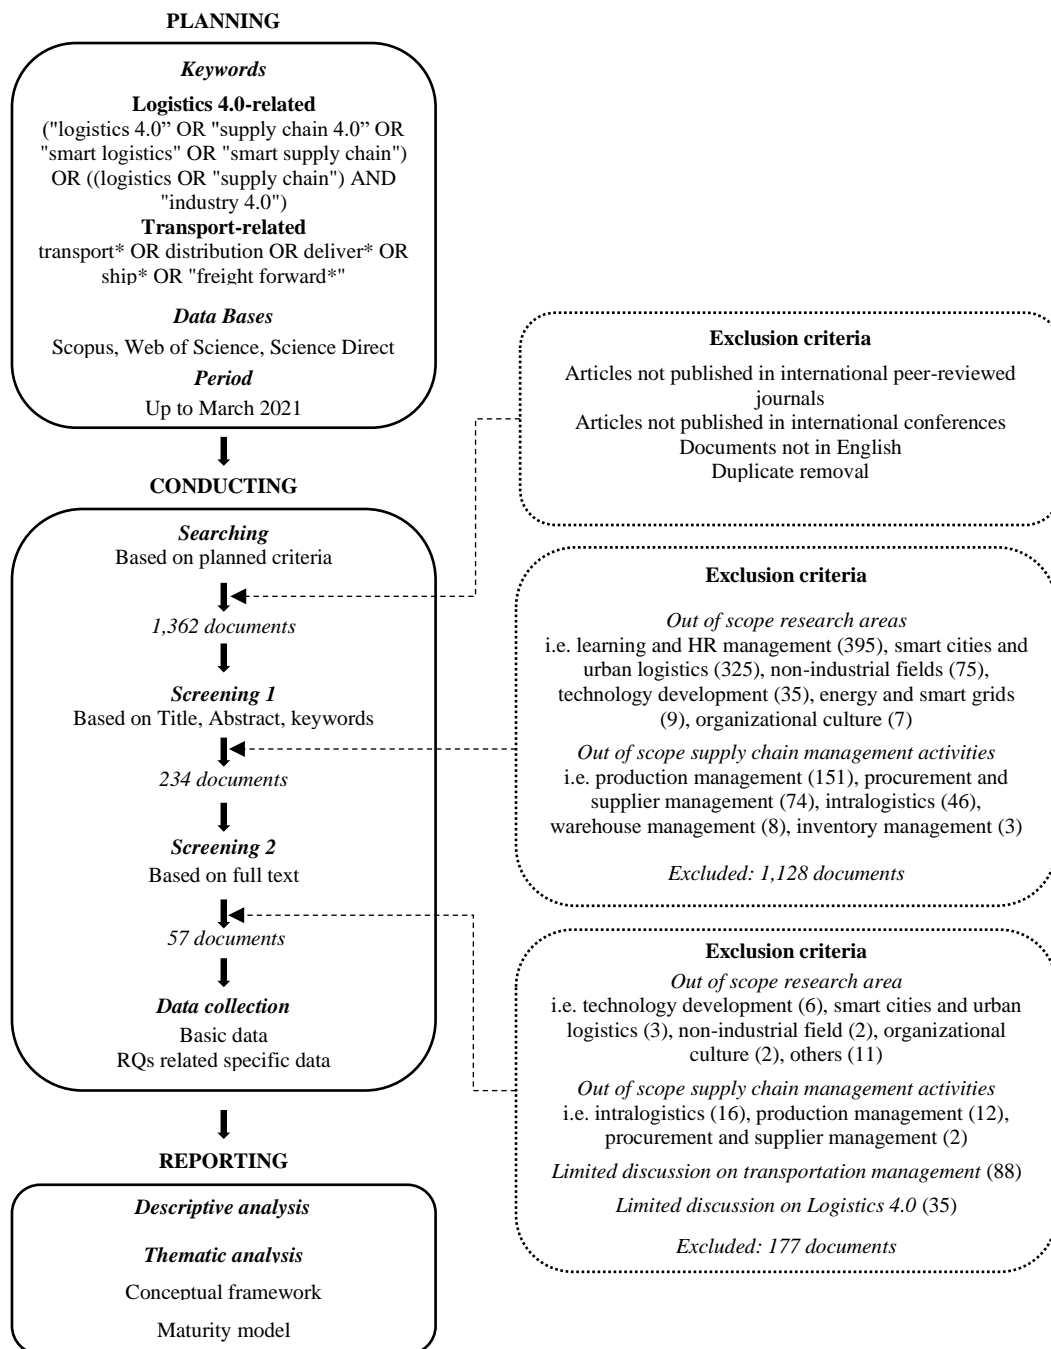 PLANNING
Keywords
Logistics 4.0-related
("logistics 4.0” OR "supply chain 4.0” OR
"smart logistics" OR "smart supply chain")
OR ((logistics OR "supply chain") AND
"industry 4.0")
Transport-related
transport* OR distribution OR deliver* OR
ship* OR "freight forward*"
Data Bases
Scopus, Web of Science, Science Direct
Period
Up to March 2021
CONDUCTING
Searching
Based on planned criteria
1,362 documents
Screening 1
Based on Title, Abstract, keywords
234 documents
Screening 2
Based on full text
57 documents
Data collection
Basic data
RQs related specific data
REPORTING
Descriptive analysis
Thematic analysis
Conceptual framework
Maturity model
Exclusion criteria
Articles not published in international peer-reviewed
journals
Articles not published in international conferences
Documents not in English
Duplicate removal
Exclusion criteria
Out of scope research areas
i.e. learning and HR management (395), smart cities and
urban logistics (325), non-industrial fields (75),
technology development (35), energy and smart grids
(9), organizational culture (7)
Out of scope supply chain management activities
i.e. production management (151), procurement and
supplier management (74), intralogistics (46),
warehouse management (8), inventory management (3)
Excluded: 1,128 documents
Exclusion criteria
Out of scope research area
i.e. technology development (6), smart cities and urban
logistics (3), non-industrial field (2), organizational
culture (2), others (11)
Out of scope supply chain management activities
i.e. intralogistics (16), production management (12),
procurement and supplier management (2)
Limited discussion on transportation management (88)
Limited discussion on Logistics 4.0 (35)
Excluded: 177 documents